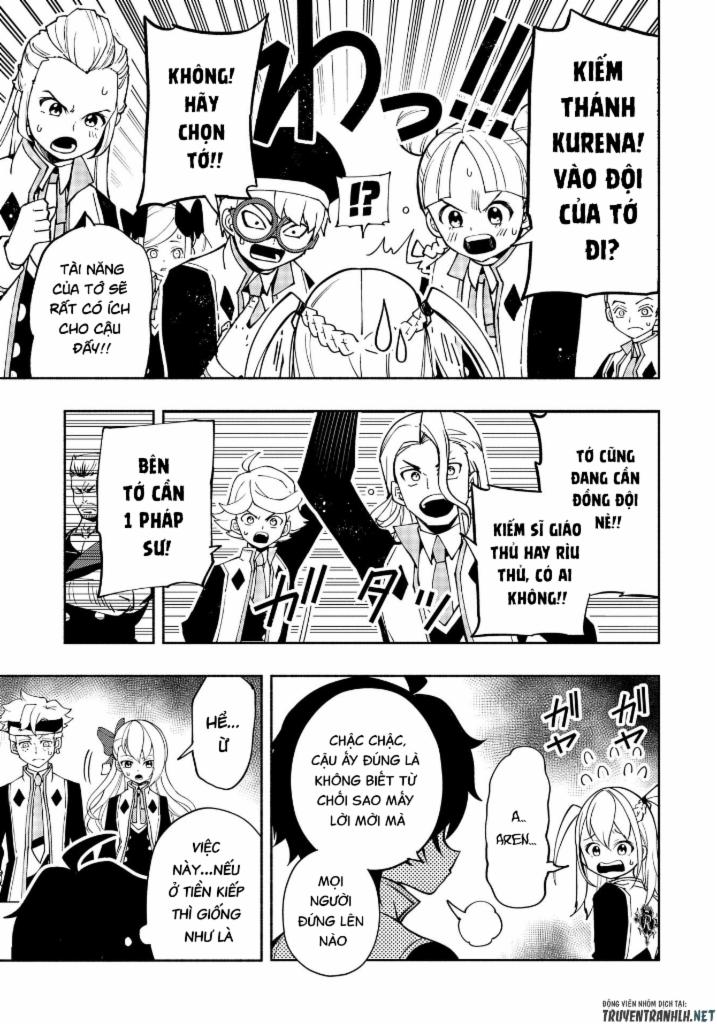 KIẾM
THÁNH
KURENA!
VÀO ĐỘI
CỦA TỚ
ĐI?
わっ!!!
KHÔNG!
HÃY
CHỌN
TỚ!!
!?
TÀI NĂNG
CỦA TỚ SẼ
RẤT CÓ ÍCH
CHO CẬU
ĐẤY!!
TỚ CŨNG
ĐANG CẦN
ĐỒNG ĐỘI
NÈ!!
KIẾM SĨ GIÁO
THỦ HAY RÌU
THỦ, CÓ AI
KHÔNG!!
ガタッ
BÊN
TỚ CẦN
1 PHÁP
SƯ!
ガヤ
ガヤ
A...
AREN...
CHẬC CHẬC,
CẬU ẤY ĐÚNG LÀ
KHÔNG BIẾT TỪ
CHỐI SAO MẤY
LỜI MỜI MÀ
MỌI
NGƯỜI
ĐỨNG LÊN
NÀO
HỂ...
Ừ
VIỆC
NÀY...NẾU
Ở TIỀN KIẾP
THÌ GIỐNG
NHƯ LÀ
ĐỘNG VIÊN NHÓM DỊCH TẠI:
TRUYENTRANHLH.NET